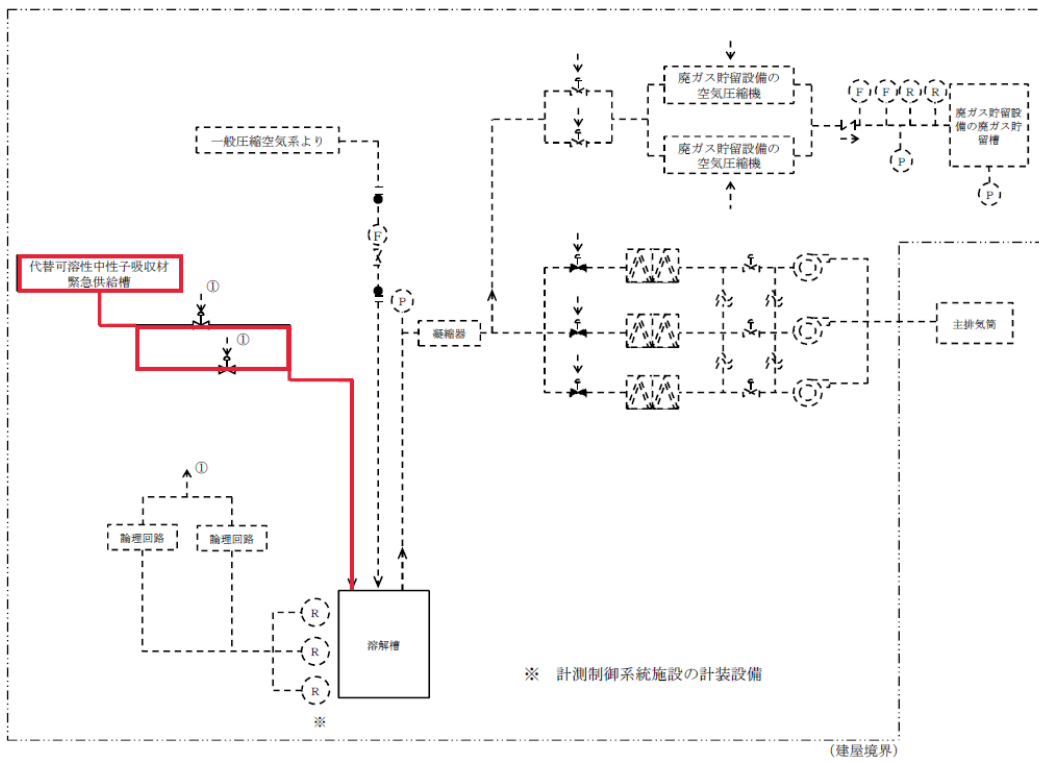 廃ガス貯留設備の
空気圧縮機
F
F
R
R
廃ガス貯留設
備の廃ガス貯
留槽
一般圧縮空気系より
廃ガス貯留設備の
空気圧縮機
P
P
F
代替可溶性中性子吸収材
緊急供給槽
①
P
凝縮器
主排気筒
①
①
論理回路
論理回路
R
R
R
溶解槽
※
※ 計測制御系統施設の計装設備
(建屋境界)